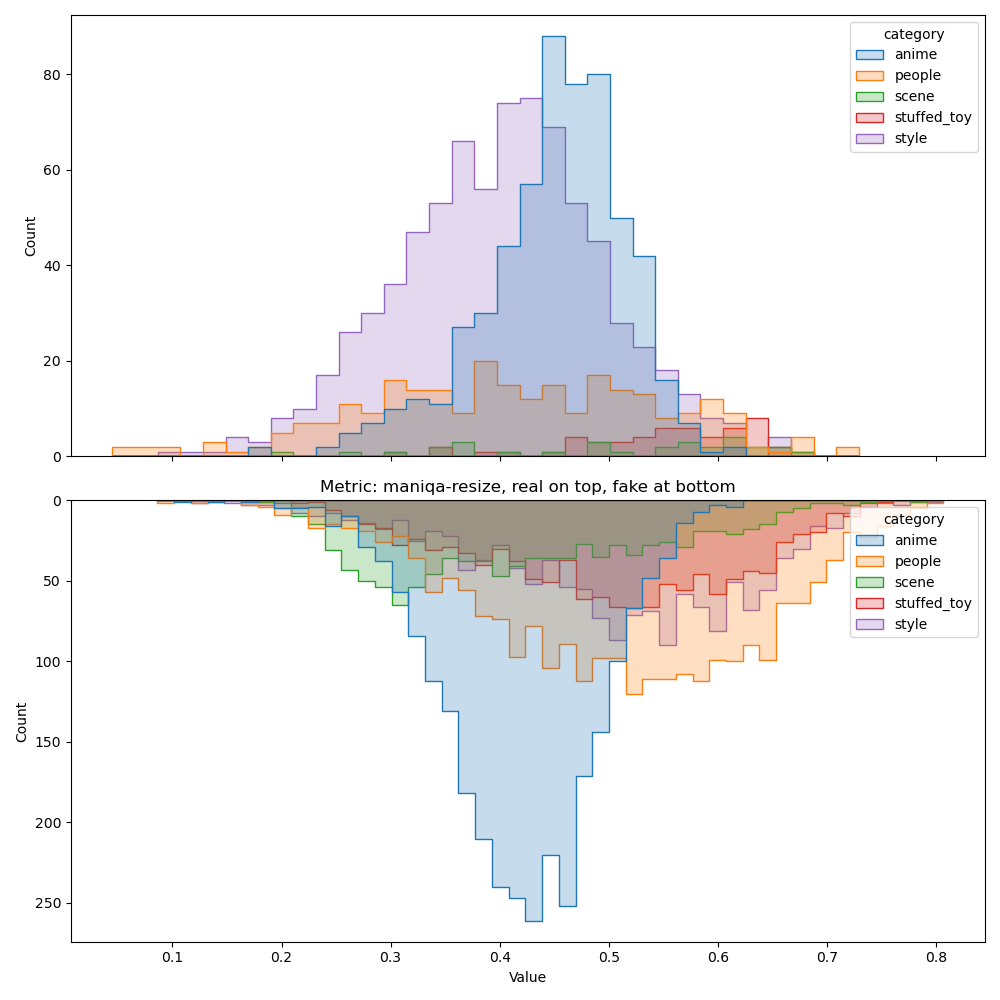 category
anime
people
scene
stuffed_toy
style
80
60
40
20
0
Count
Metric: maniqa-resize, real on top, fake at bottom
category
anime
people
scene
stuffed_toy
style
0
50
100
150
200
250
Count
0.1 0.2 0.3 0.4 0.5 0.6 0.7 0.8
Value